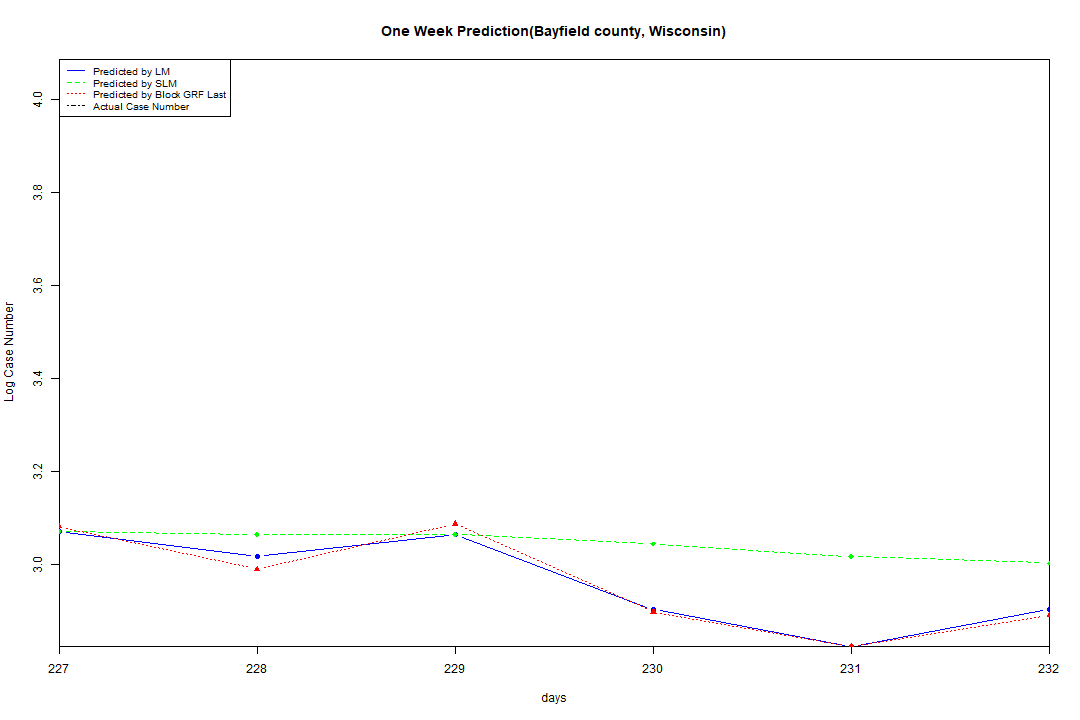 One Week Prediction(Bayfield county, Wisconsin)
Predicted by LM
Predicted by SLM
Predicted by Block GRF Last
Actual Case Number
Log Case Number
4.0
3.8
3.6
3.4
3.2
3.0
227 228 229 230 231 232
days